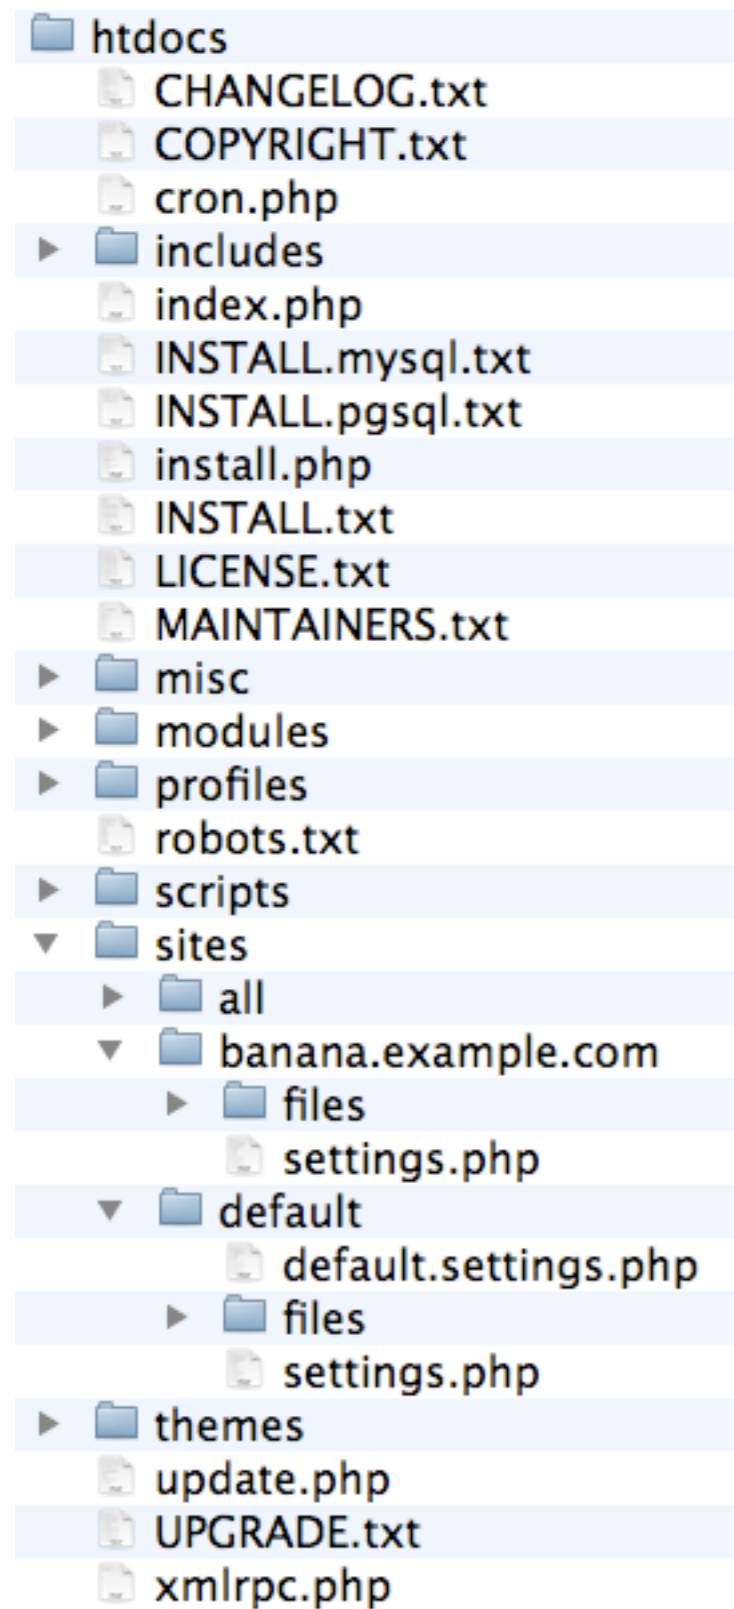 htdocs
CHANGELOG.txt
COPYRIGHT.txt
cron.php
includes
index.php
INSTALL.mysql.txt
INSTALL.pgsql.txt
install.php
INSTALL.txt
LICENSE.txt
MAINTAINERS.txt
misc
modules
profiles
robots.txt
scripts
sites
all
banana.example.com
files
settings.php
default
default.settings.php
files
settings.php
themes
update.php
UPGRADE.txt
xmlrpc.php